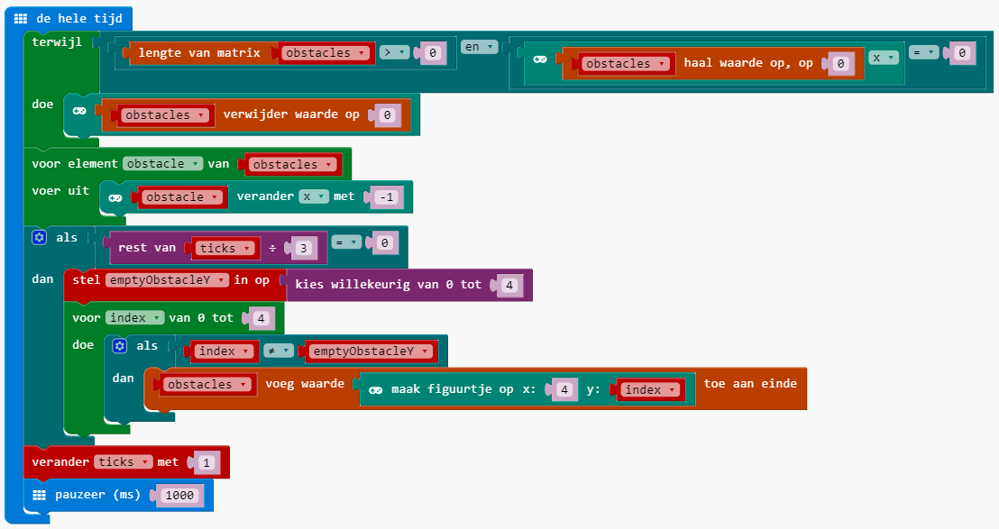 de hele tijd
terwijl lengte van matrix obstacles > 0 en obstacles haal waarde op, op 0 x = 0
doe obstacles verwijder waarde op 0
voor element obstacle van obstacles
voer uit obstacle verander x met -1
als rest van ticks ÷ 3 = 0
dan stel emptyObstacleY in op kies willekeurig van 0 tot 4
voor index van 0 tot 4
doe als index ≠ emptyObstacleY
dan obstacles voeg waarde maak figuurtje op x: 4 y: index toe aan einde
verander ticks met 1
pauzeer (ms) 1000